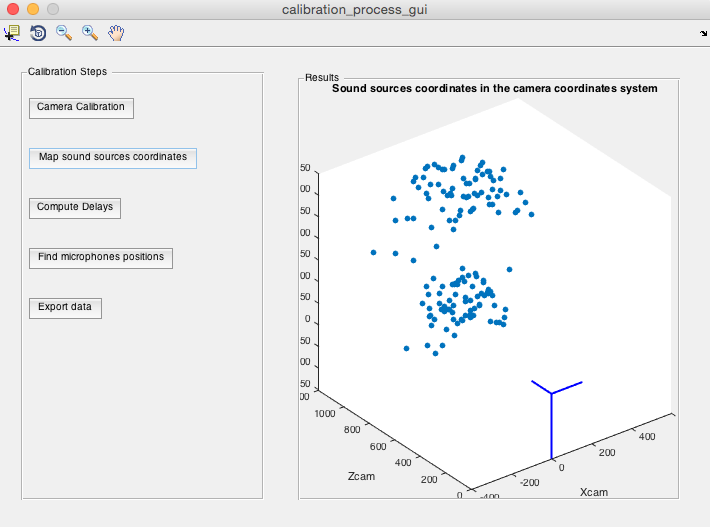 calibration_process_gui
Calibration Steps
Camera Calibration
Map sound sources coordinates
Compute Delays
Find microphones positions
Export data
Results
Sound sources coordinates in the camera coordinates system
50
00
50
00
50
00
50
0
50
00
50
00
1000
800
600
400
200
0
Zcam
-400
-200
0
200
400
Xcam